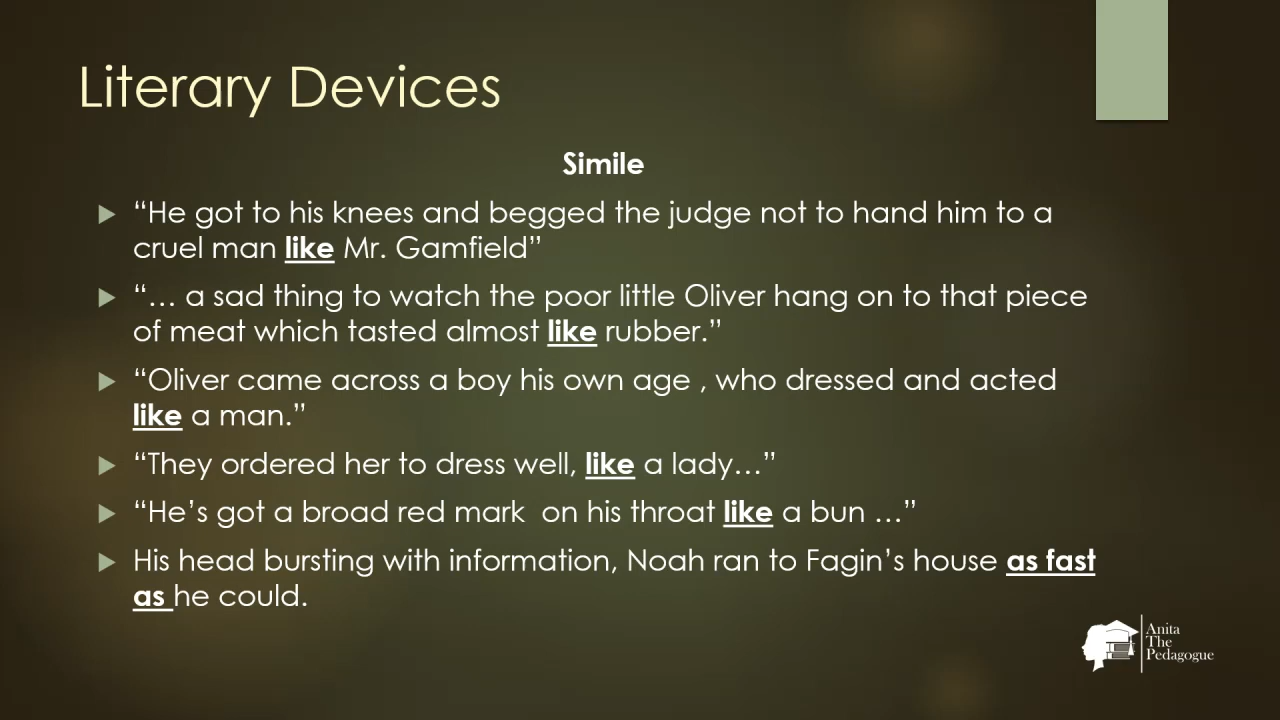 Literary Devices
Simile
“He got to his knees and begged the judge not to hand him to a
cruel man like Mr. Gamfield”
“… a sad thing to watch the poor little Oliver hang on to that piece
of meat which tasted almost like rubber.”
“Oliver came across a boy his own age , who dressed and acted
like a man.”
“They ordered her to dress well, like a lady…”
“He’s got a broad red mark  on his throat like a bun …”
His head bursting with information, Noah ran to Fagin’s house as fast
as he could.
Anita
The
Pedagogue